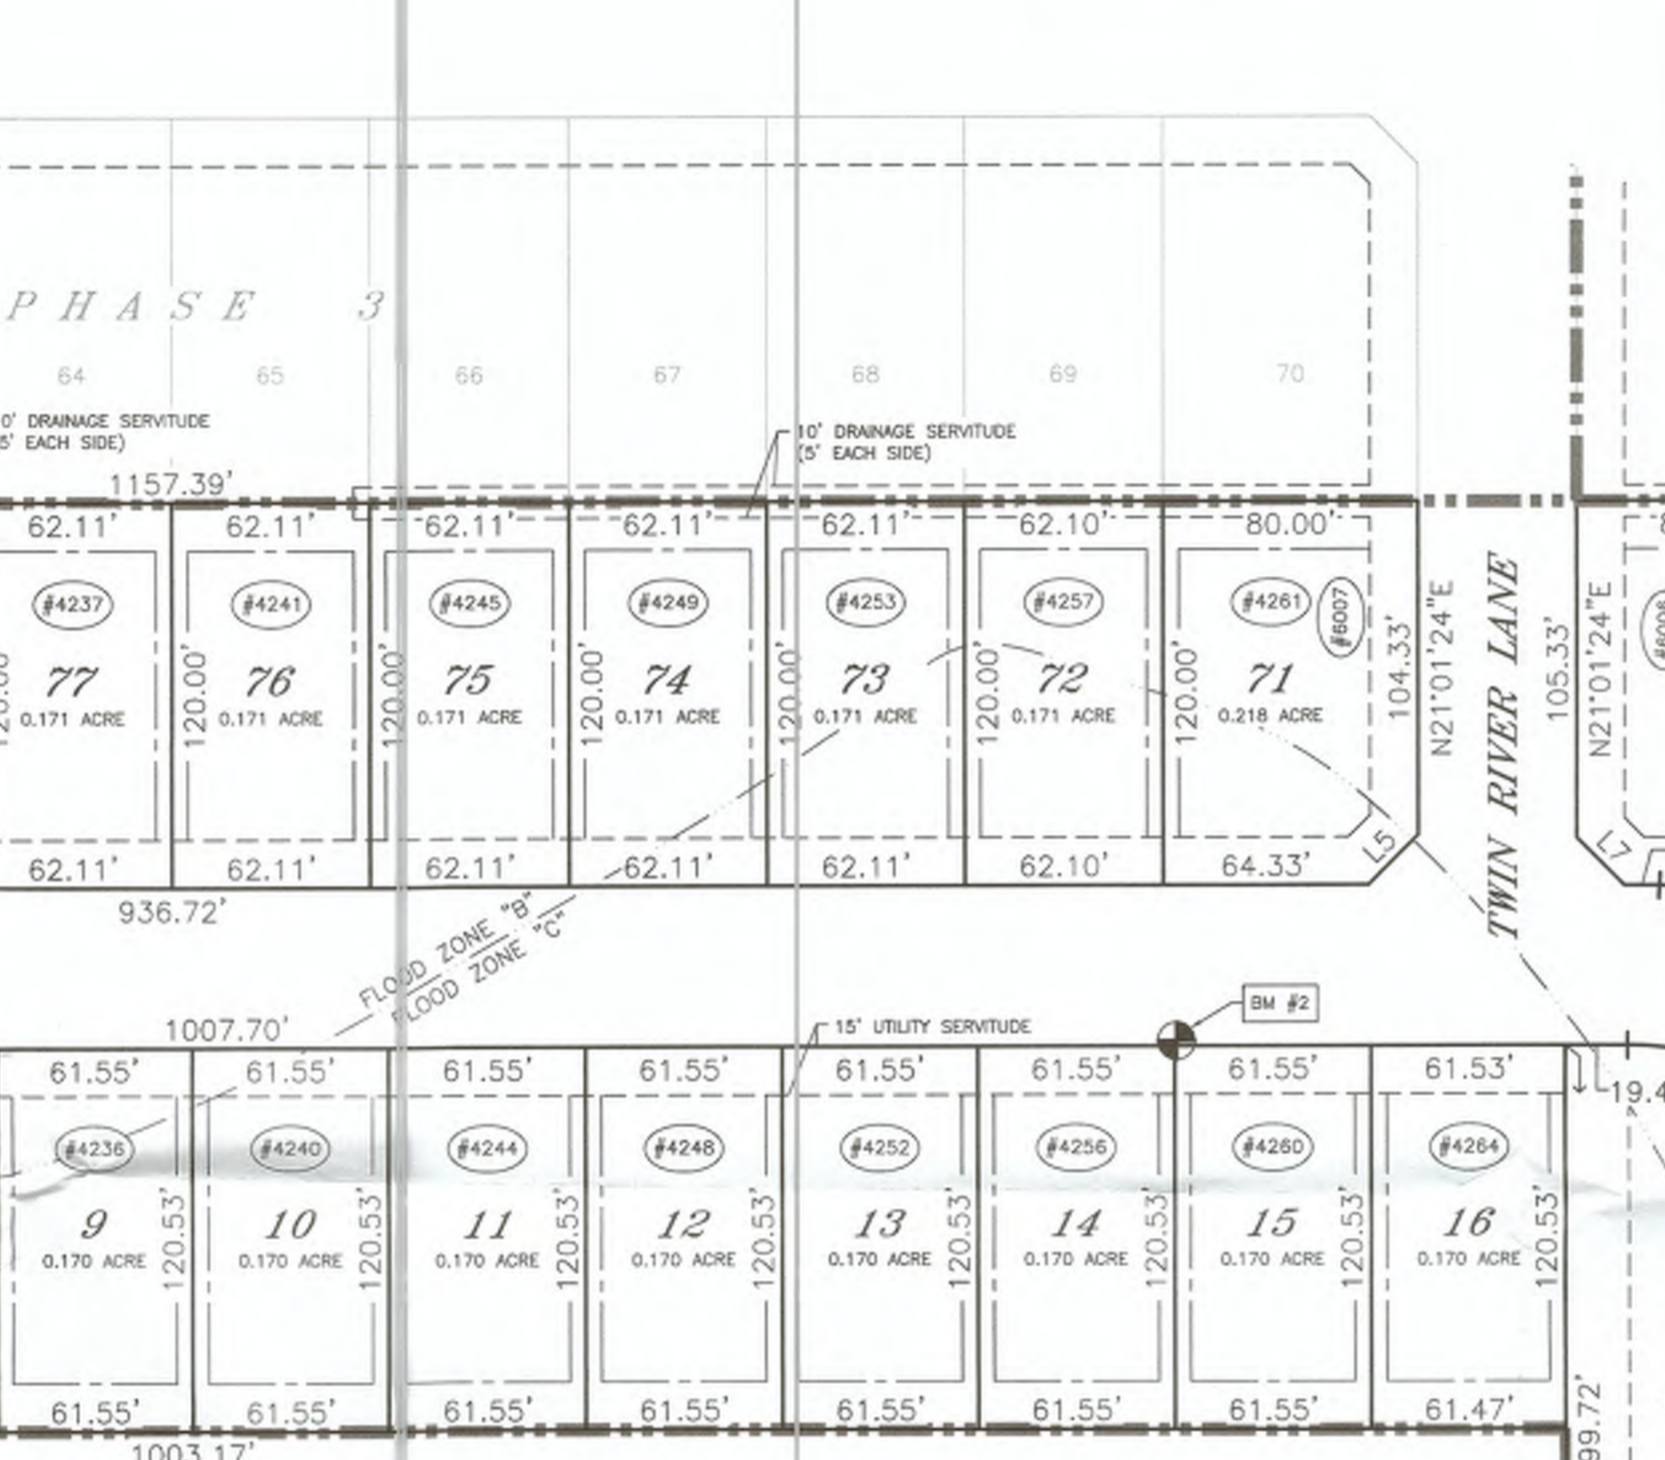 PHASE 3
64 65 66 67 68 69 70
0' DRAINAGE SERVITUDE
5' EACH SIDE)
10' DRAINAGE SERVITUDE
(5' EACH SIDE)
1157.39'
62.11' 62.11' 62.11' 62.11' 62.11' 62.10' 80.00'
#4237 #4241 #4245 #4249 #4253 #4257 #4261 #6007
77 76 75 74 73 72 71
0.171 ACRE 0.171 ACRE 0.171 ACRE 0.171 ACRE 0.171 ACRE 0.171 ACRE 0.218 ACRE
120.00' 120.00' 120.00' 120.00' 120.00' 120.00'
104.33'
N21°01'24"E
TWIN RIVER LANE
105.33'
N21°01'24"E
L5
L7
62.11' 62.11' 62.11' 62.11' 62.11' 62.10' 64.33'
936.72'
FLOOD ZONE "B"
FLOOD ZONE "C"
1007.70'
15' UTILITY SERVITUDE
BM #2
61.55' 61.55' 61.55' 61.55' 61.55' 61.55' 61.55' 61.53'
19.4
#4236 #4240 #4244 #4248 #4252 #4256 #4260 #4264
9 10 11 12 13 14 15 16
0.170 ACRE 0.170 ACRE 0.170 ACRE 0.170 ACRE 0.170 ACRE 0.170 ACRE 0.170 ACRE 0.170 ACRE
120.53' 120.53' 120.53' 120.53' 120.53' 120.53' 120.53' 120.53'
61.55' 61.55' 61.55' 61.55' 61.55' 61.55' 61.55' 61.47'
99.72'
1003.17'